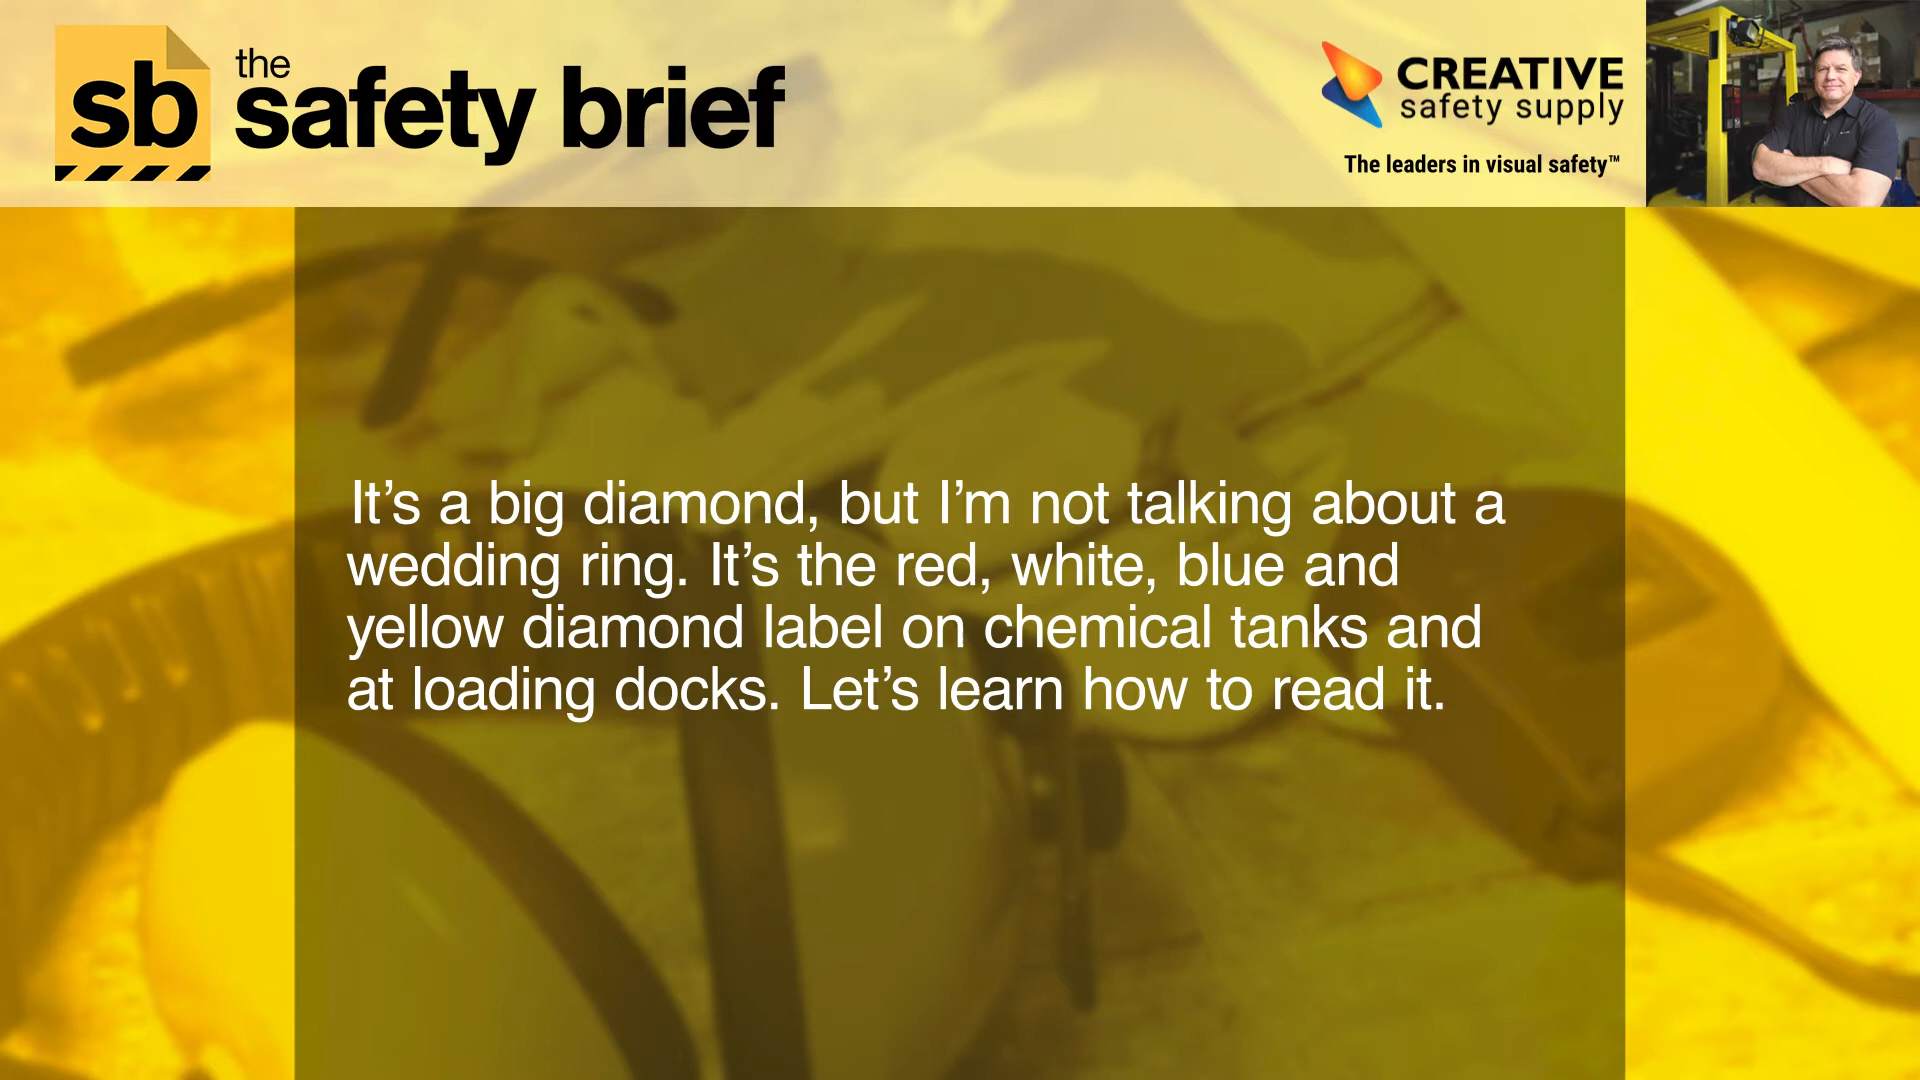 sb
the
safety brief
CREATIVE
safety supply
The leaders in visual safety™
It’s a big diamond, but I’m not talking about a
wedding ring. It’s the red, white, blue and
yellow diamond label on chemical tanks and
at loading docks. Let’s learn how to read it.